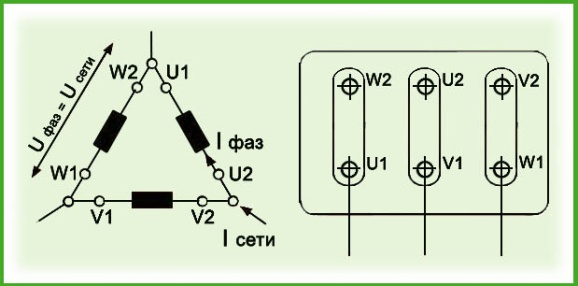 W2 U1
U фаз = U сети
I фаз
W1
U2
V1 V2
I сети
W2 U2 V2
U1 V1 W1